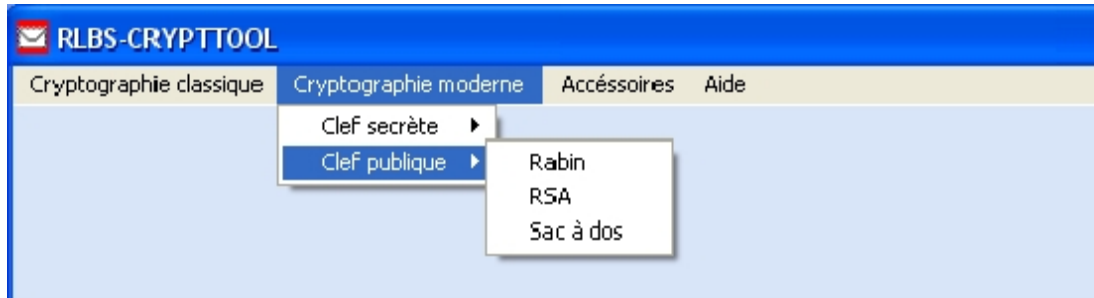 RLBS-CRYPTTOOL
Cryptographie classique Cryptographie moderne Accéssoires Aide
Clef secrète
Clef publique Rabin
RSA
Sac à dos